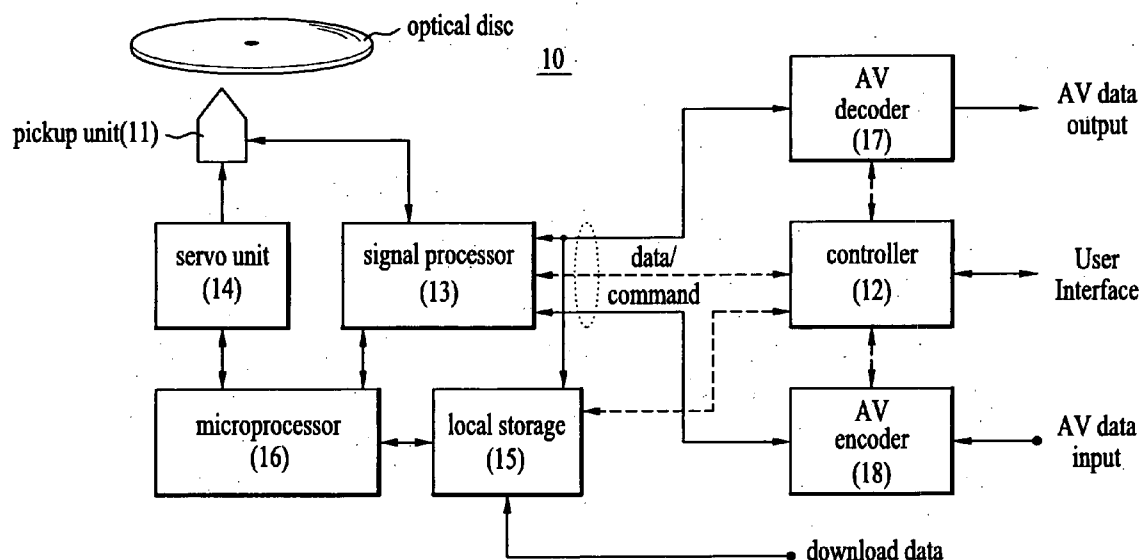 optical disc
10
pickup unit(11)
AV
decoder
(17)
AV data
output
servo unit
(14)
signal processor
(13)
data/
command
controller
(12)
User
Interface
microprocessor
(16)
local storage
(15)
AV
encoder
(18)
AV data
input
download data